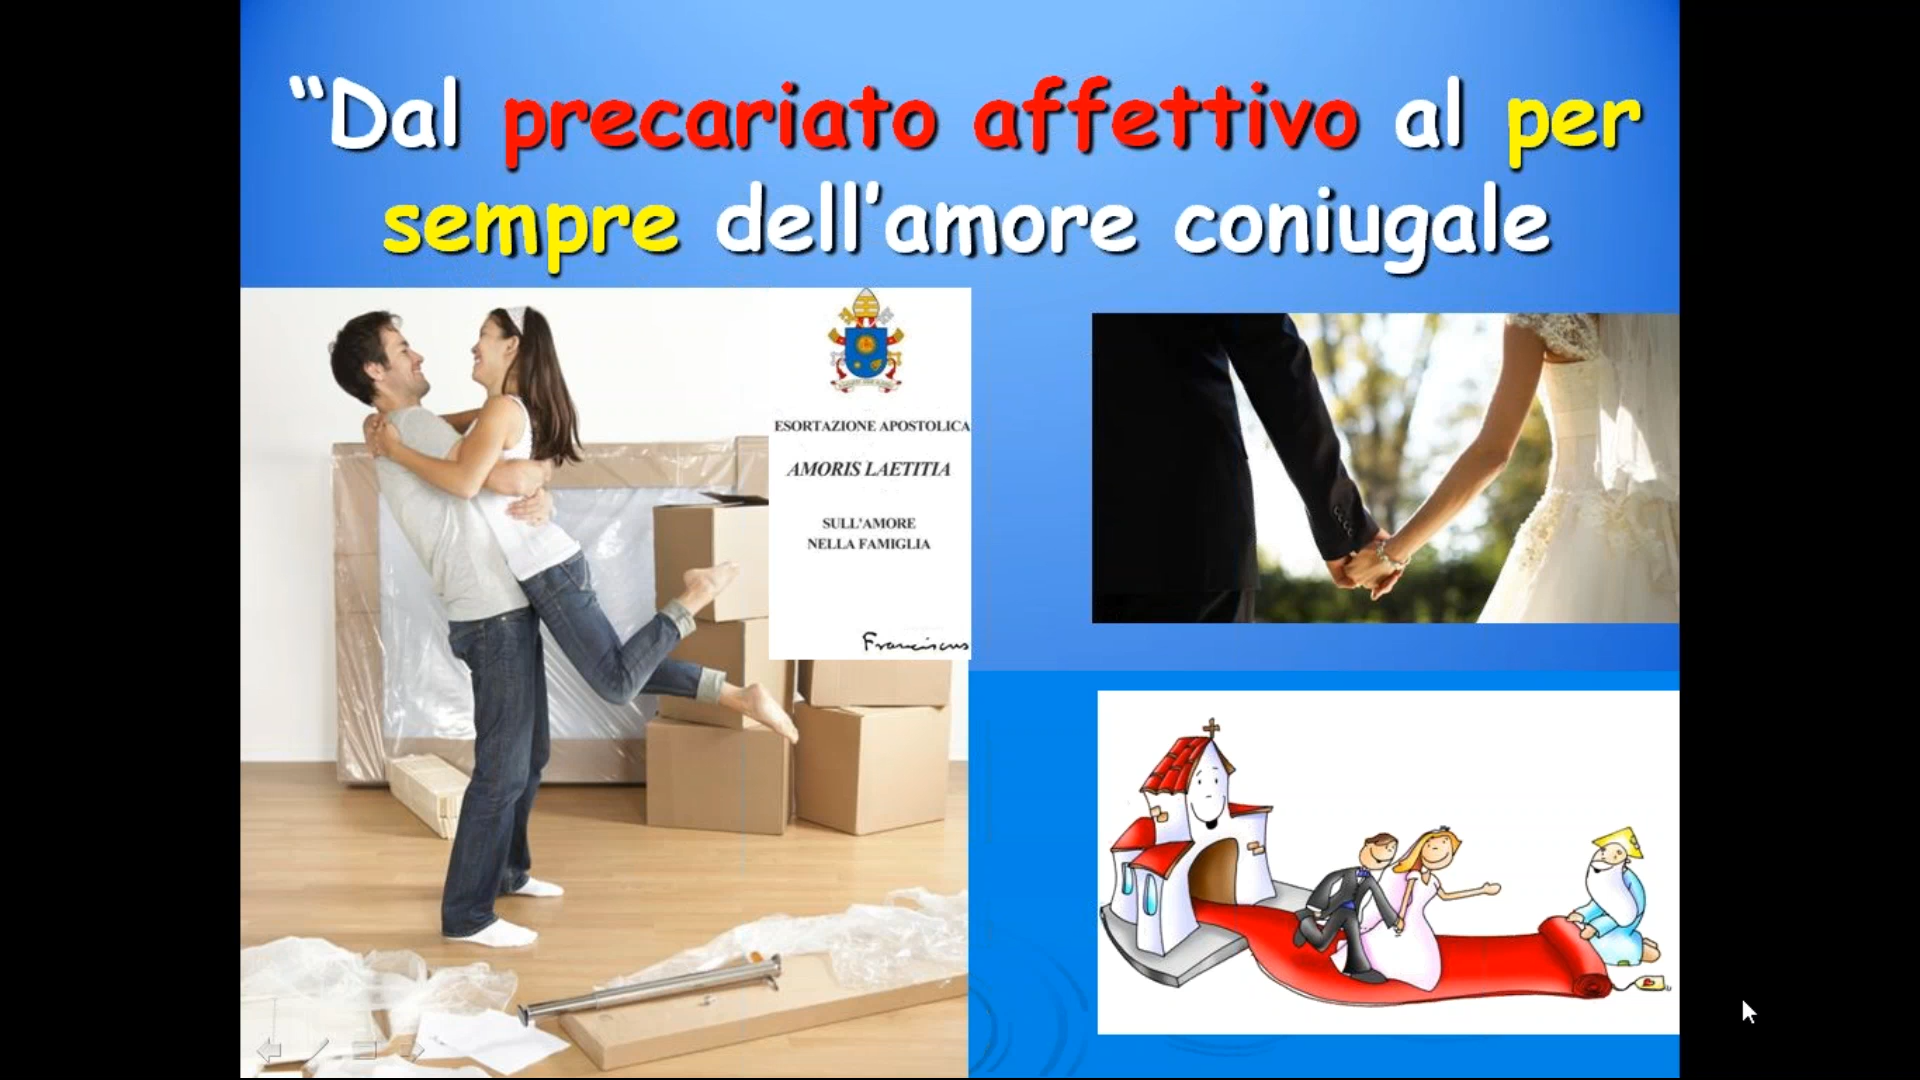 “Dal precariato affettivo al per
sempre dell’amore coniugale
ESORTAZIONE APOSTOLICA
AMORIS LAETITIA
SULL'AMORE
NELLA FAMIGLIA
Franciscus